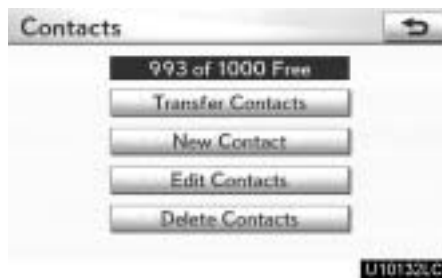 Contacts
993 of 1000 Free
Transfer Contacts
New Contact
Edit Contacts
Delete Contacts
U10132LC